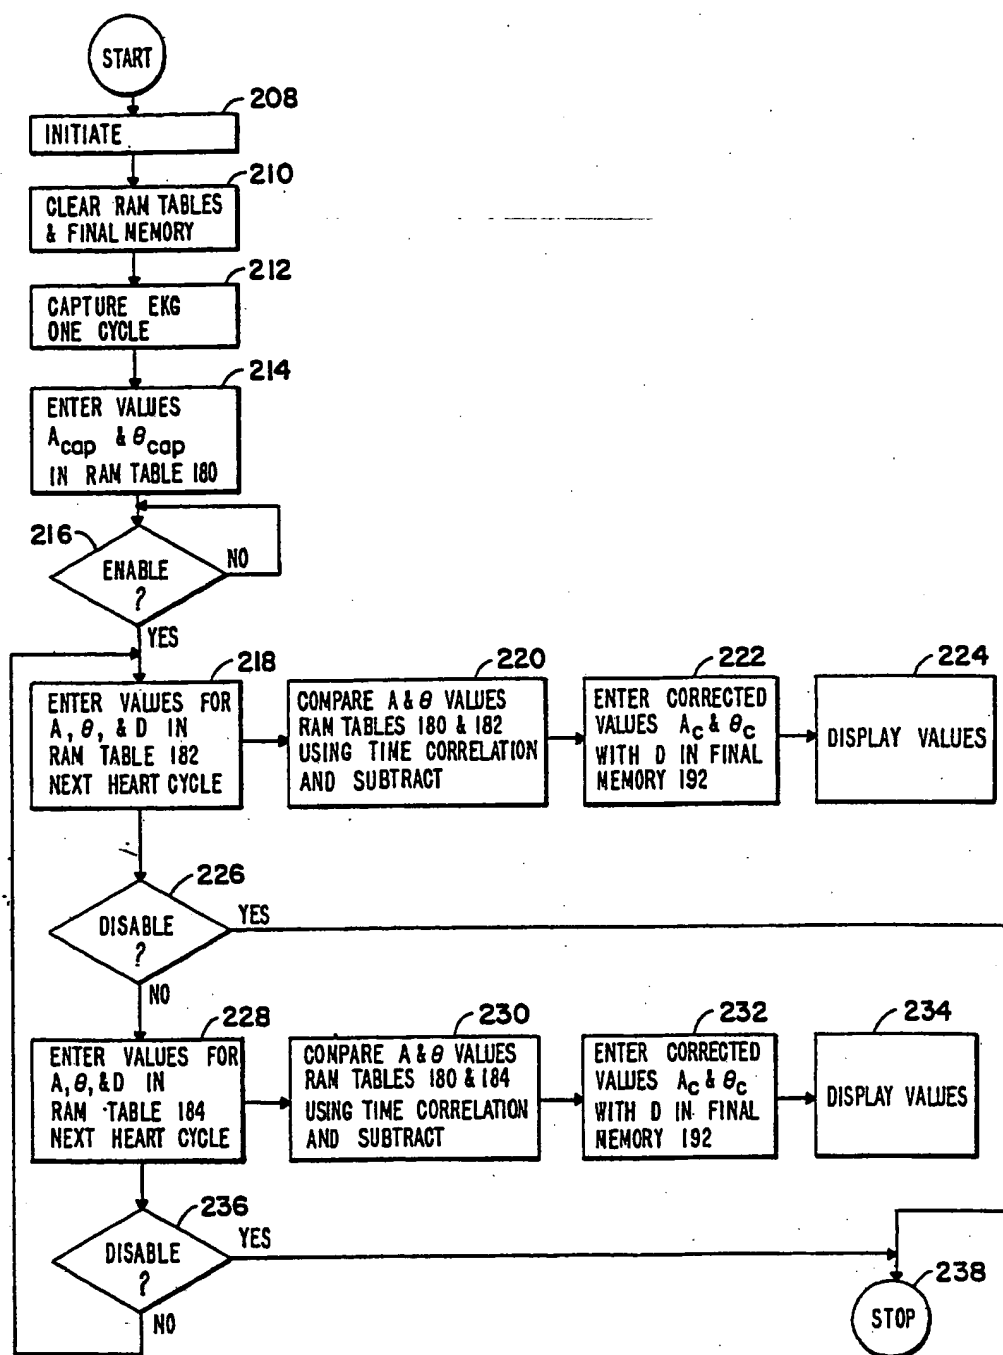 START
208
INITIATE
210
CLEAR RAM TABLES
& FINAL MEMORY
212
CAPTURE EKG
ONE CYCLE
214
ENTER VALUES
Acap & θcap
IN RAM TABLE 180
216
ENABLE
?
NO
YES
218
ENTER VALUES FOR
A, θ, & D IN
RAM TABLE 182
NEXT HEART CYCLE
220
COMPARE A & θ VALUES
RAM TABLES 180 & 182
USING TIME CORRELATION
AND SUBTRACT
222
ENTER CORRECTED
VALUES Ac & θc
WITH D IN FINAL
MEMORY 192
224
DISPLAY VALUES
226
DISABLE
?
YES
NO
228
ENTER VALUES FOR
A, θ, & D IN
RAM TABLE 184
NEXT HEART CYCLE
230
COMPARE A & θ VALUES
RAM TABLES 180 & 184
USING TIME CORRELATION
AND SUBTRACT
232
ENTER CORRECTED
VALUES Ac & θc
WITH D IN FINAL
MEMORY 192
234
DISPLAY VALUES
236
DISABLE
?
YES
NO
238
STOP